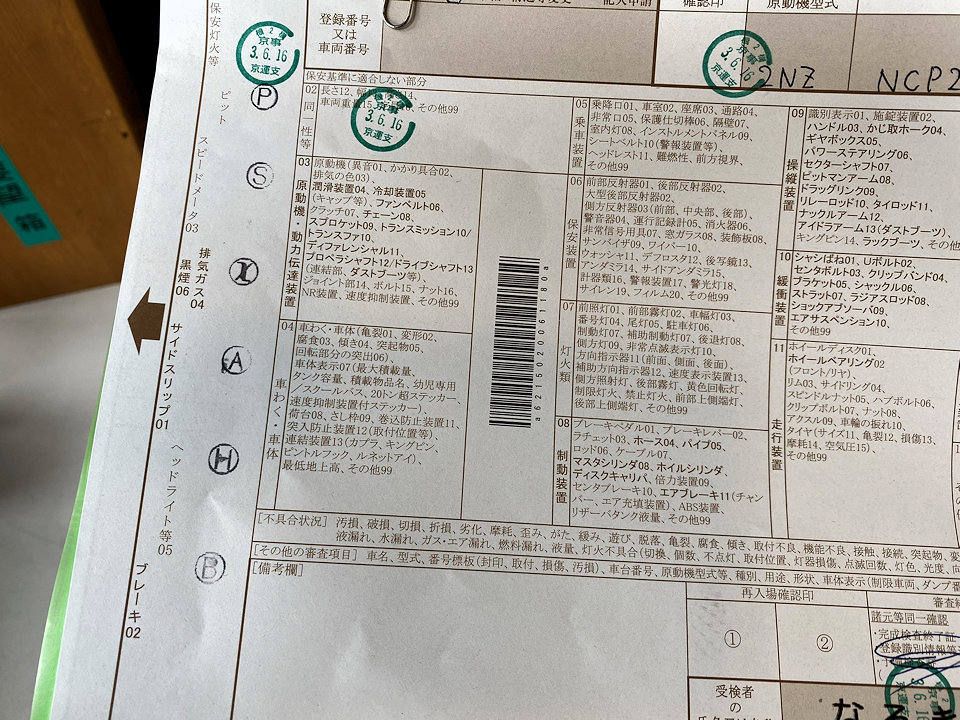 確認印
原動機型式
登録番号
又は
車両番号
2NZ
NCP2
京事
3.6.16
京運支
京事
3.6.16
京運支
京事
3.6.16
京運支
保安灯火等
ピット
スピードメータ03
排気ガス04
黒煙06
サイドスリップ01
ヘッドライト等05
ブレーキ02
P
S
A
H
B
保安基準に適合しない部分
02
同一性等
車両重量15、
その他99
03
原動機・動力伝達装置
原動機(異音01、かかり具合02、
排気の色03)、
潤滑装置04、冷却装置05
(キャップ等)、ファンベルト06、
クラッチ07、チェーン08、
スプロケット09、トランスミッション10/
トランスファ10、
ディファレンシャル11、
プロペラシャフト12/ドライブシャフト13
(連結部、ダストブーツ等)
ジョイント部14、ボルト15、ナット16、
NR装置、速度抑制装置、その他99
04
車わく・車体
車わく・車体(亀裂01、変形02、
腐食03、傾き04、突起物05、
回転部分の突出06)、
車体表示07(最大積載量、
タンク容量、積載物品名、幼児専用
/スクールバス、20トン超ステッカー、
速度抑制装置付ステッカー)、
荷台08、さし枠09、巻込防止装置11、
突入防止装置12(取付位置等)、
連結装置13(カプラ、キングピン、
ピントルフック、ルネットアイ)、
最低地上高、その他99
a62150200611860a
05
乗車装置
乗降口01、車室02、座席03、通路04、
非常口05、保護仕切棒06、隔壁07、
室内灯08、インストルメントパネル09、
シートベルト10(警報装置等)、
ヘッドレスト11、難燃性、前方視界、
その他99
06
保安装置
前部反射器01、後部反射器02、
大型後部反射器02、
側方反射器03(前部、中央部、後部)、
警音器04、運行記録計05、消火器06、
非常信号用具07、窓ガラス08、装飾板08、
サンバイザ09、ワイパー10、
ウォッシャ11、デフロスタ12、後写鏡13、
アンダミラ14、サイドアンダミラ15、
計器類16、警報装置17、警光灯18、
サイレン19、フィルム20、その他99
07
灯火類
前照灯01、前部霧灯02、車幅灯03、
番号灯04、尾灯05、駐車灯06、
制動灯07、補助制動灯07、後退灯08、
側方灯09、非常点滅表示灯10、
方向指示器11(前面、側面、後面)、
補助方向指示器12、速度表示装置13、
側方照射灯、後部霧灯、黄色回転灯、
制限灯火、禁止灯火、前部上側端灯、
後部上側端灯、その他99
08
制動装置
ブレーキペダル01、ブレーキレバー02、
ラチェット03、ホース04、パイプ05、
ロッド06、ケーブル07、
マスタシリンダ08、ホイルシリンダ、
ディスクキャリパ、倍力装置09、
センタブレーキ10、エアブレーキ11(チャン
バー、エア充填装置)、ABS装置、
リザーバタンク液量、その他99
09
操縦装置
識別表示01、施錠装置02、
ハンドル03、かじ取ホーク04、
ギヤボックス05、
パワーステアリング06、
セクターシャフト07、
ピットマンアーム08、
ドラッグリンク09、
リレーロッド10、タイロッド11、
ナックルアーム12、
アイドラアーム13(ダストブーツ)、
キングピン14、ラックブーツ、その他
10
緩衝装置
シャシばね01、Uボルト02、
センタボルト03、クリップバンド04、
ブラケット05、シャックル06、
ストラット07、ラジアスロッド08、
ショックアブソーバ09、
エアサスペンション10、
その他99
11
走行装置
ホイールディスク01、
ホイールベアリング02
(フロント/リヤ)、
リム03、サイドリング04、
スピンドルナット05、ハブボルト06、
クリップボルト07、ナット08、
アクスル09、車輪の振れ10、
タイヤ(サイズ11、亀裂12、損傷13、
摩耗14、空気圧15)、
その他99
[不具合状況] 汚損、破損、切損、折損、劣化、摩耗、歪み、がた、緩み、遊び、脱落、亀裂、腐食、傾き、取付不良、機能不良、接触、接続、突起物、変
液漏れ、水漏れ、ガス・エア漏れ、燃料漏れ、液量、灯火不具合(切換、個数、不点灯、取付位置、灯器損傷、点滅回数、灯色、光度、向
[その他の審査項目] 車名、型式、番号標板(封印、取付、損傷、汚損)、車台番号、原動機型式等、種別、用途、形状、車体表示(制限車両、ダンプ番
[備考欄]
再入場確認印
①
②
諸元等同一確認
・完成検査終了証
登録識別情報等
3.6.16
受検者
の